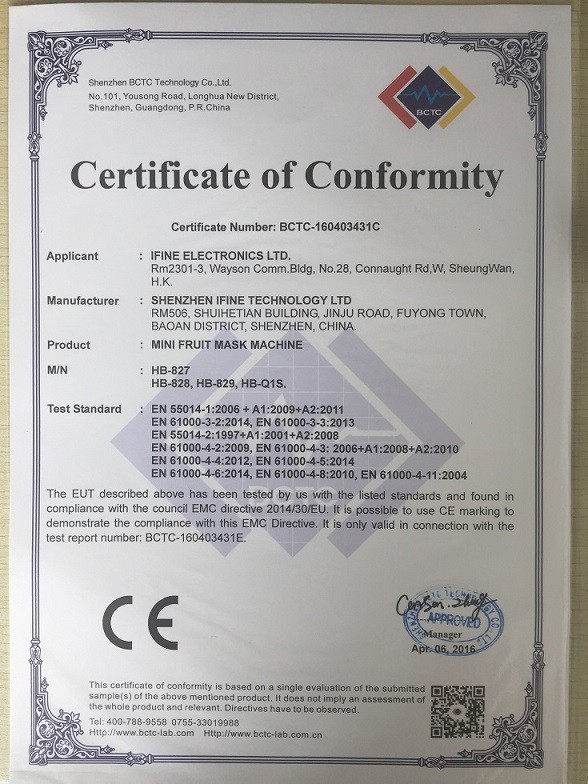 Shenzhen BCTC Technology Co.,Ltd.
No.101, Yousong Road, Longhua New District,
Shenzhen, Guangdong, P.R.China
BCTC
Certificate of Conformity
Certificate Number: BCTC-160403431C
Applicant : IFINE ELECTRONICS LTD.
Rm2301-3, Wayson Comm.Bldg, No.28, Connaught Rd,W, SheungWan,
H.K.
Manufacturer : SHENZHEN IFINE TECHNOLOGY LTD
RM506, SHUIHETIAN BUILDING, JINJU ROAD, FUYONG TOWN,
BAOAN DISTRICT, SHENZHEN, CHINA.
Product : MINI FRUIT MASK MACHINE
M/N : HB-827
HB-828, HB-829, HB-Q1S.
Test Standard : EN 55014-1:2006 + A1:2009+A2:2011
EN 61000-3-2:2014, EN 61000-3-3:2013
EN 55014-2:1997+A1:2001+A2:2008
EN 61000-4-2:2009, EN 61000-4-3: 2006+A1:2008+A2:2010
EN 61000-4-4:2012, EN 61000-4-5:2014
EN 61000-4-6:2014, EN 61000-4-8:2010, EN 61000-4-11:2004
The EUT described above has been tested by us with the listed standards and found in
compliance with the council EMC directive 2014/30/EU. It is possible to use CE marking to
demonstrate the compliance with this EMC Directive. It is only valid in connection with the
test report number: BCTC-160403431E.
CE
APPROVED
Manager
Apr. 06, 2016
This certificate of conformity is based on a single evaluation of the submitted
sample(s) of the above mentioned product. It does not imply an assessment of
the whole product and relevant. Directives have to be observed.
Tel: 400-788-9558 0755-33019988
Http://www.bctc-lab.com Http://www.bctc-lab.com.cn